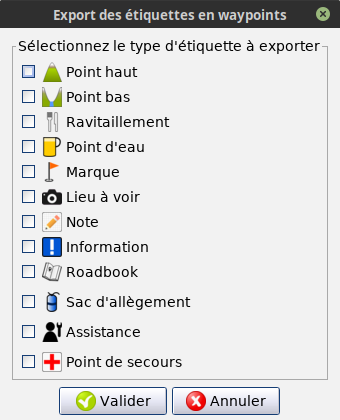 Export des étiquettes en waypoints
Sélectionnez le type d'étiquette à exporter
Point haut
Point bas
Ravitaillement
Point d'eau
Marque
Lieu à voir
Note
Information
Roadbook
Sac d'allègement
Assistance
Point de secours
Valider
Annuler